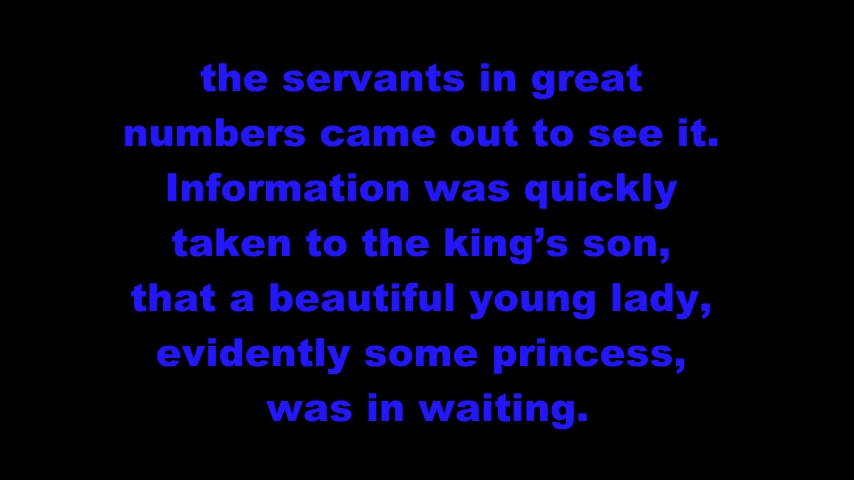 the servants in great
numbers came out to see it.
Information was quickly
taken to the king’s son,
that a beautiful young lady,
evidently some princess,
was in waiting.